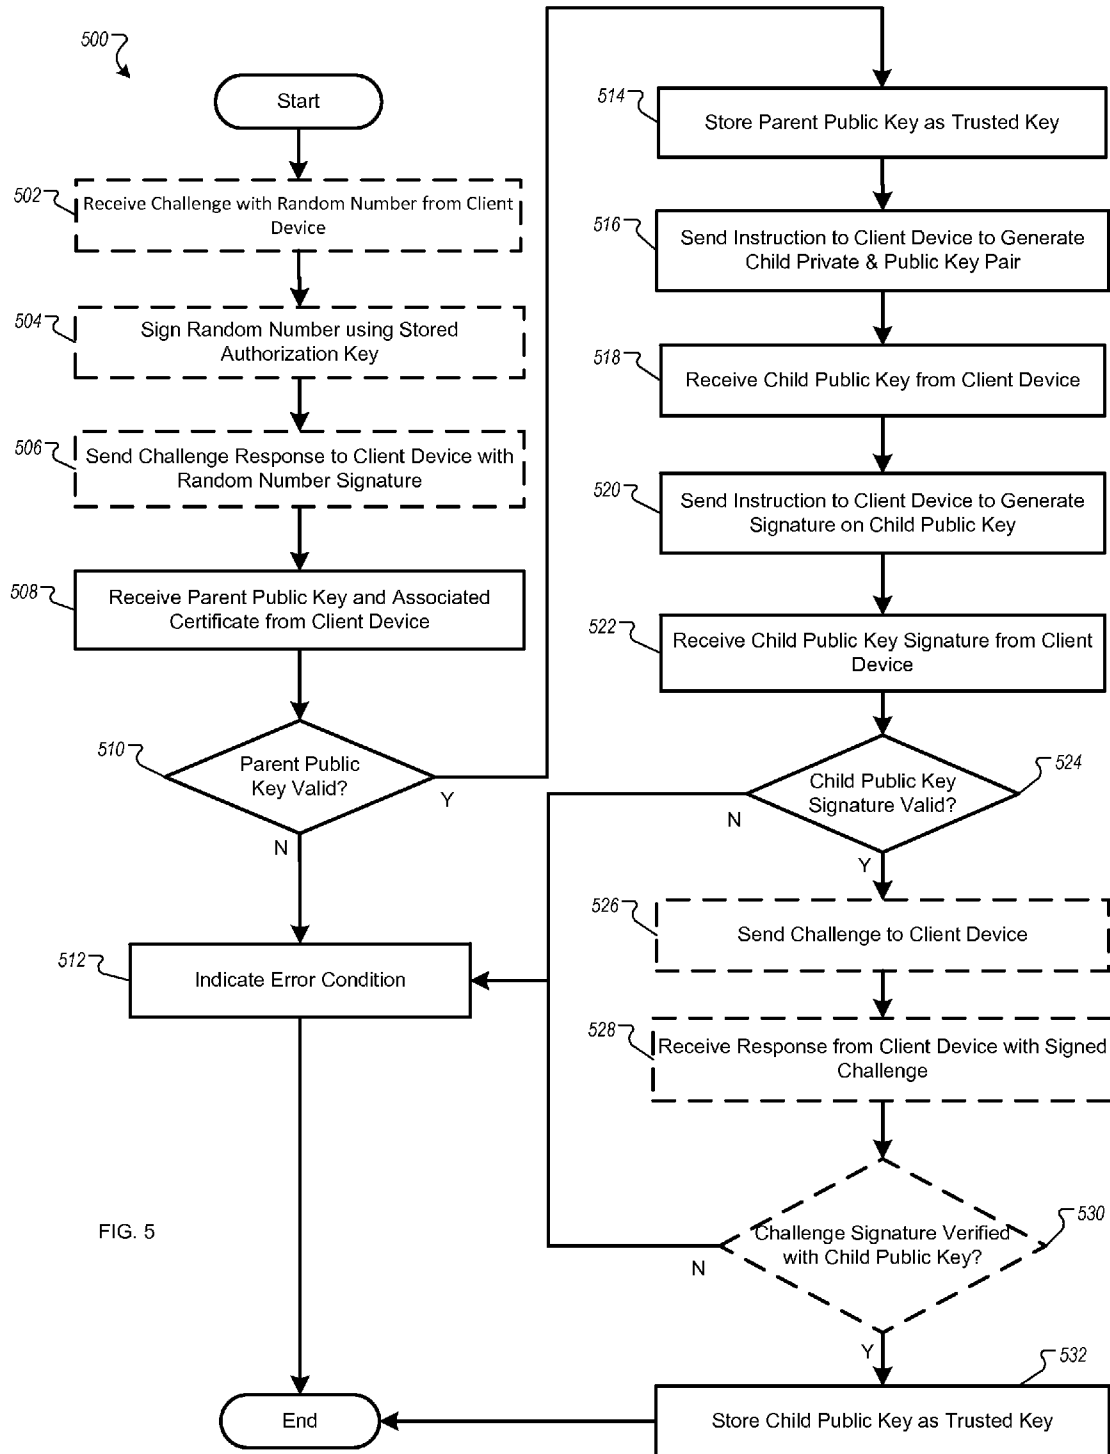 500
Start
502
Receive Challenge with Random Number from Client
Device
504
Sign Random Number using Stored
Authorization Key
506
Send Challenge Response to Client Device with
Random Number Signature
508
Receive Parent Public Key and Associated
Certificate from Client Device
510
Parent Public
Key Valid?
Y
N
512
Indicate Error Condition
FIG. 5
End
514
Store Parent Public Key as Trusted Key
516
Send Instruction to Client Device to Generate
Child Private & Public Key Pair
518
Receive Child Public Key from Client Device
520
Send Instruction to Client Device to Generate
Signature on Child Public Key
522
Receive Child Public Key Signature from Client
Device
524
Child Public Key
Signature Valid?
N
Y
526
Send Challenge to Client Device
528
Receive Response from Client Device with Signed
Challenge
530
Challenge Signature Verified
with Child Public Key?
N
Y
532
Store Child Public Key as Trusted Key